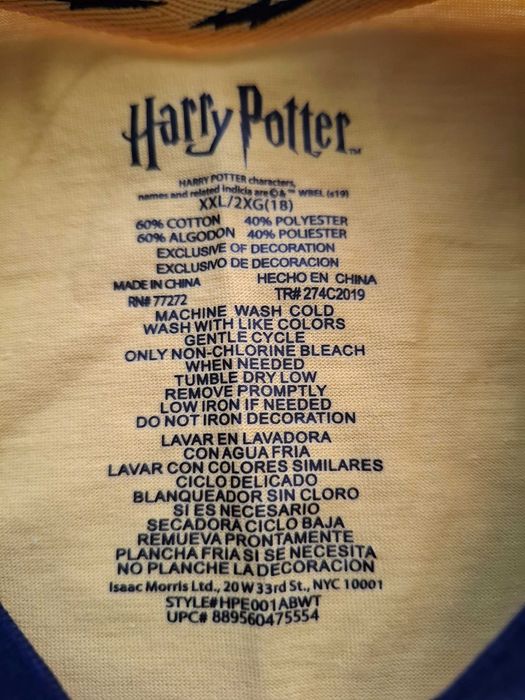 Harry Potter™
HARRY POTTER characters,
names and related indicia are © & ™ WBEI. (s19)
XXL/2XG(18)
60% COTTON 40% POLYESTER
60% ALGODON 40% POLIESTER
EXCLUSIVE OF DECORATION
EXCLUSIVO DE DECORACION
MADE IN CHINA HECHO EN CHINA
RN# 77272 TR# 274C2019
MACHINE WASH COLD
WASH WITH LIKE COLORS
GENTLE CYCLE
ONLY NON-CHLORINE BLEACH
WHEN NEEDED
TUMBLE DRY LOW
REMOVE PROMPTLY
LOW IRON IF NEEDED
DO NOT IRON DECORATION
LAVAR EN LAVADORA
CON AGUA FRIA
LAVAR CON COLORES SIMILARES
CICLO DELICADO
BLANQUEADOR SIN CLORO
SI ES NECESARIO
SECADORA CICLO BAJA
REMUEVA PRONTAMENTE
PLANCHA FRIA SI SE NECESITA
NO PLANCHE LA DECORACION
Isaac Morris Ltd., 20 W 33rd St., NYC 10001
STYLE# HPE001ABWT
UPC# 889560475554